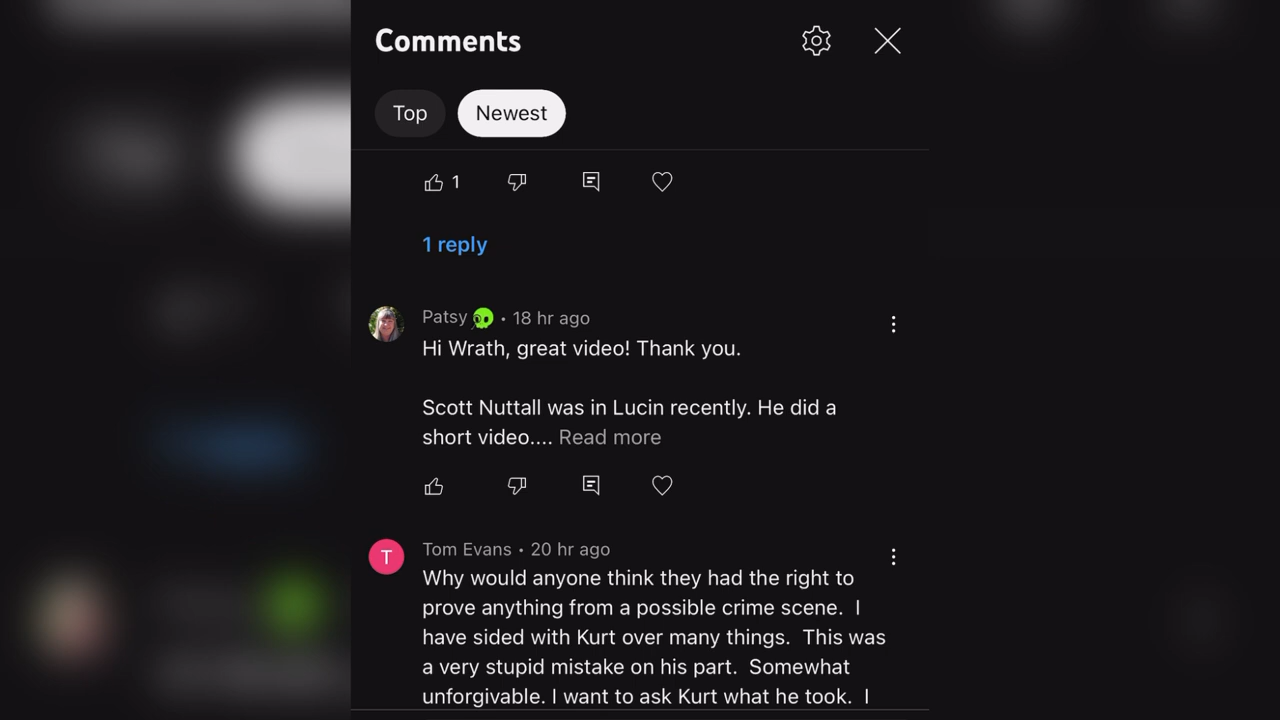 Comments
Top
Newest
1
1 reply
Patsy • 18 hr ago
Hi Wrath, great video! Thank you.
Scott Nuttall was in Lucin recently. He did a
short video.... Read more
T
Tom Evans • 20 hr ago
Why would anyone think they had the right to
prove anything from a possible crime scene.  I
have sided with Kurt over many things.  This was
a very stupid mistake on his part.  Somewhat
unforgivable. I want to ask Kurt what he took.  I